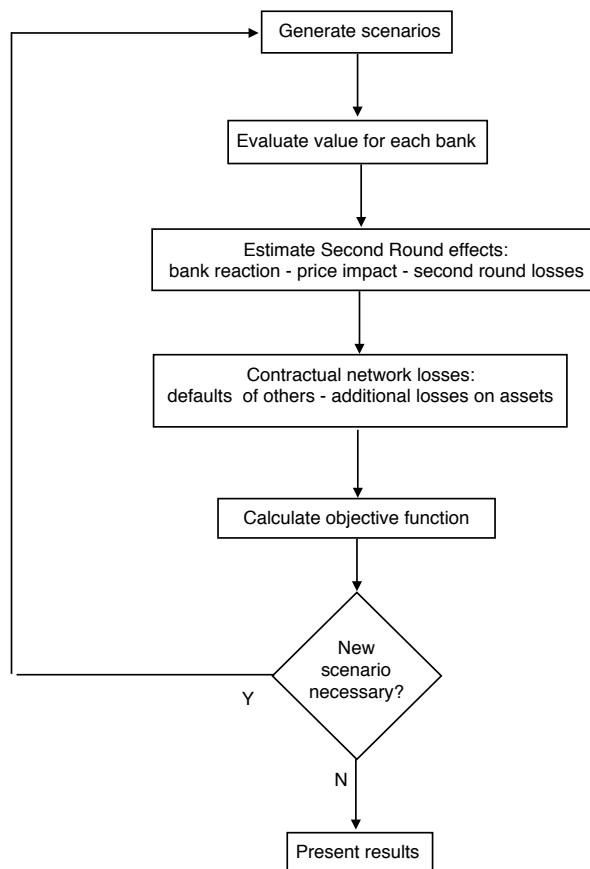 Generate scenarios
Evaluate value for each bank
Estimate Second Round effects:
bank reaction - price impact - second round losses
Contractual network losses:
defaults of others - additional losses on assets
Calculate objective function
New
scenario
necessary?
Y
N
Present results